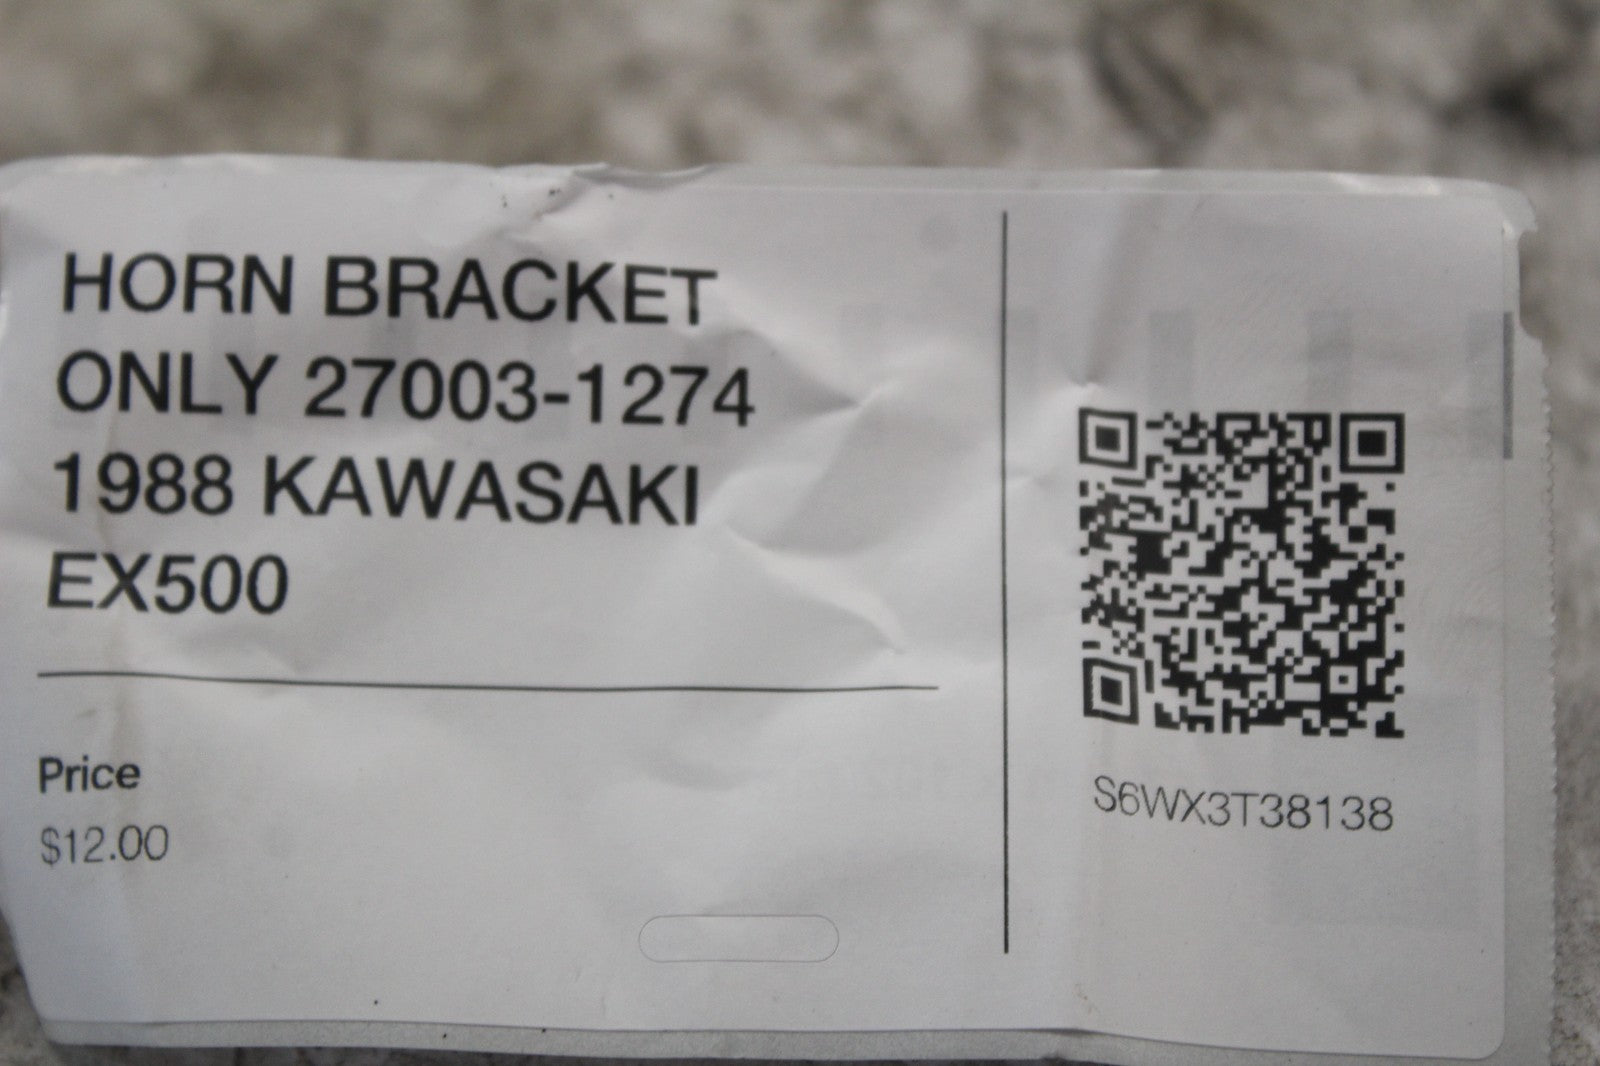 HORN BRACKET
ONLY 27003-1274
1988 KAWASAKI
EX500
Price
$12.00
S6WX3T38138